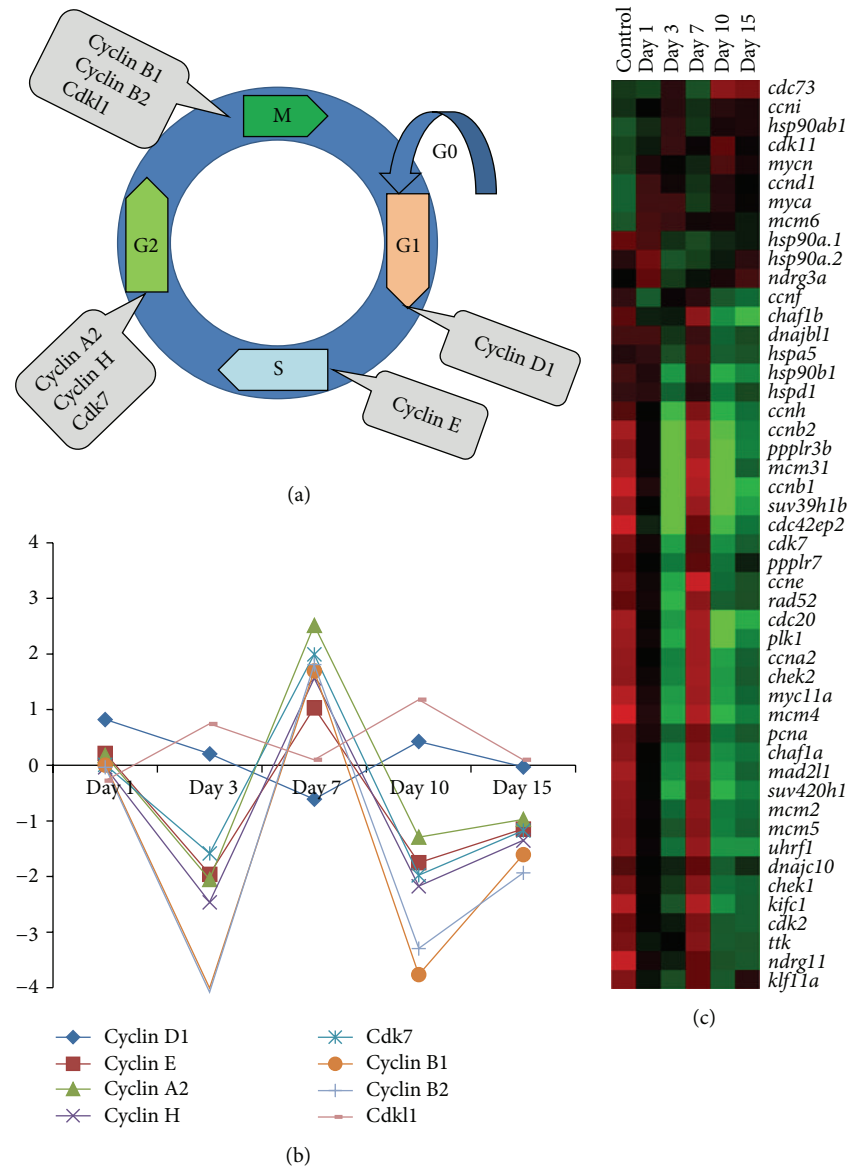 Cyclin B1
Cyclin B2
Cdkl1
M
G0
G2
G1
S
Cyclin A2
Cyclin H
Cdk7
Cyclin D1
Cyclin E
(a)
4
3
2
1
0
−1
−2
−3
−4
Day 1
Day 3
Day 7
Day 10
Day 15
Cyclin D1
Cyclin E
Cyclin A2
Cyclin H
Cdk7
Cyclin B1
Cyclin B2
Cdkl1
(b)
Control
Day 1
Day 3
Day 7
Day 10
Day 15
cdc73
ccni
hsp90ab1
cdk11
mycn
ccnd1
myca
mcm6
hsp90a.1
hsp90a.2
ndrg3a
ccnf
chaf1b
dnajbl1
hspa5
hsp90b1
hspd1
ccnh
ccnb2
ppplr3b
mcm31
ccnb1
suv39h1b
cdc42ep2
cdk7
ppplr7
ccne
rad52
cdc20
plk1
ccna2
chek2
myc11a
mcm4
pcna
chaf1a
mad2l1
suv420h1
mcm2
mcm5
uhrf1
dnajc10
chek1
kifc1
cdk2
ttk
ndrg11
klf11a
(c)